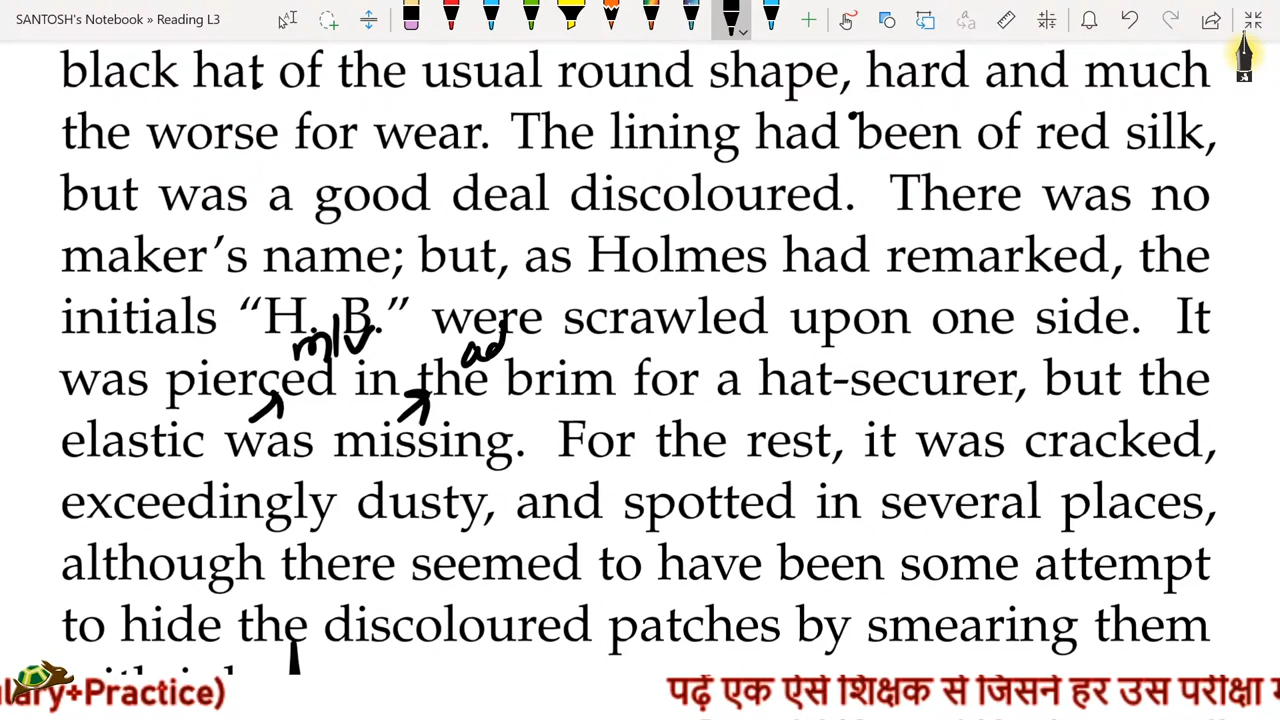 SANTOSH's Notebook » Reading L3
black hat of the usual round shape, hard and much
the worse for wear. The lining had been of red silk,
but was a good deal discoloured. There was no
maker's name; but, as Holmes had remarked, the
initials “H. B.” were scrawled upon one side. It
m/v ad
was pierced in the brim for a hat-securer, but the
elastic was missing. For the rest, it was cracked,
exceedingly dusty, and spotted in several places,
although there seemed to have been some attempt
to hide the discoloured patches by smearing them
lary+Practice) पढ़ें एक ऐसे शिक्षक से जिसने हर उस परीक्षा